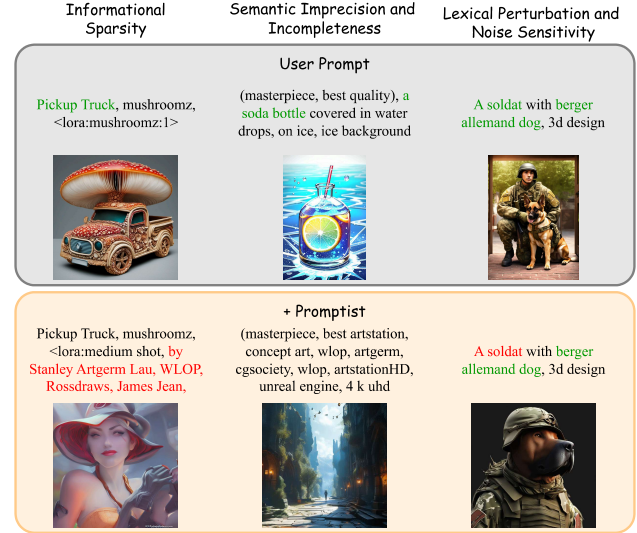 Informational
Sparsity
Semantic Imprecision and
Incompleteness
Lexical Perturbation and
Noise Sensitivity
User Prompt
Pickup Truck, mushroomz,
<lora:mushroomz:1>
(masterpiece, best quality), a
soda bottle covered in water
drops, on ice, ice background
A soldat with berger
allemand dog, 3d design
+ Promptist
Pickup Truck, mushroomz,
<lora:medium shot, by
Stanley Artgerm Lau, WLOP,
Rossdraws, James Jean,
(masterpiece, best artstation,
concept art, wlop, artgerm,
cgsociety, wlop, artstationHD,
unreal engine, 4 k uhd
A soldat with berger
allemand dog, 3d design